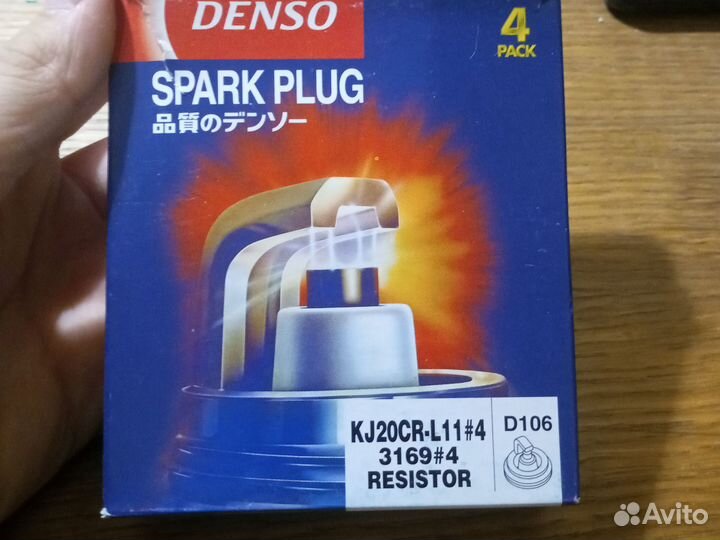 DENSO
4
PACK
SPARK PLUG
品質のデンソー
KJ20CR-L11#4
3169#4
RESISTOR
D106
Avito